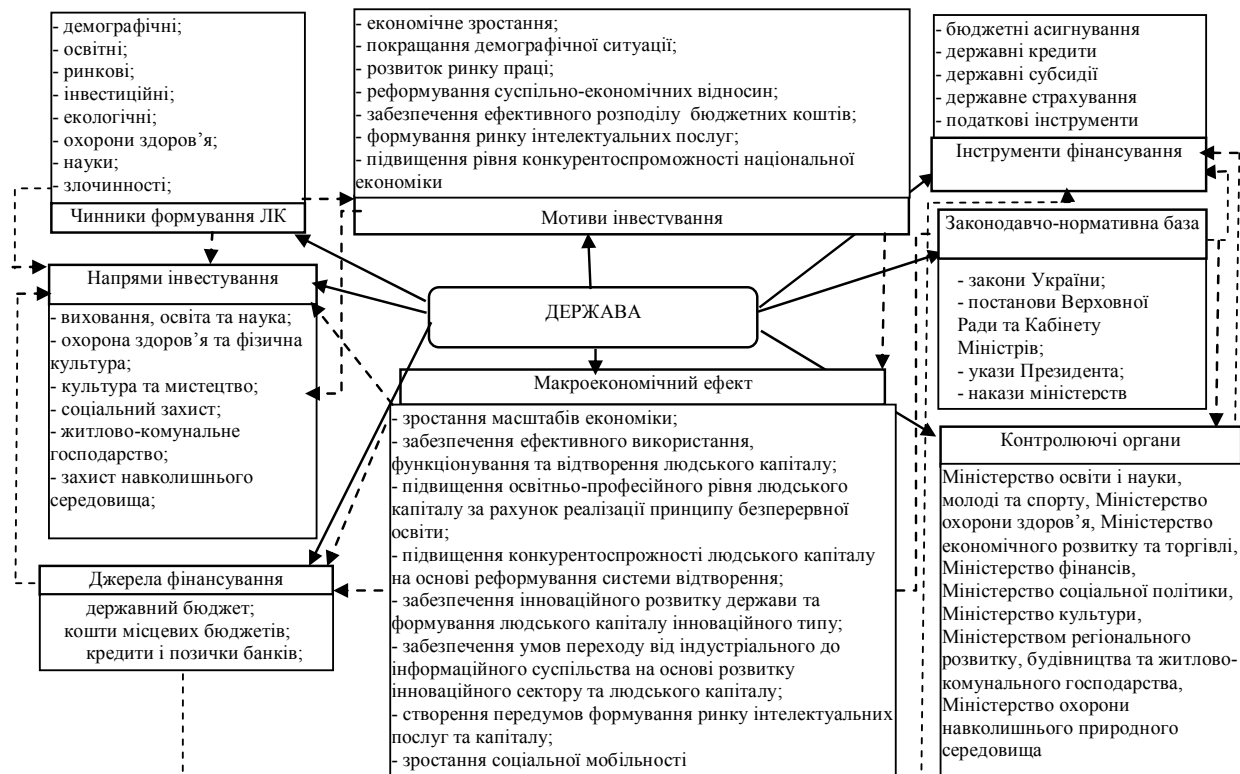 - демографічні;
- освітні;
- ринкові;
- інвестиційні;
- екологічні;
- охорони здоров’я;
- науки;
- злочинності;
Чинники формування ЛК
- економічне зростання;
- покращання демографічної ситуації;
- розвиток ринку праці;
- реформування суспільно-економічних відносин;
- забезпечення ефективного розподілу бюджетних коштів;
- формування ринку інтелектуальних послуг;
- підвищення рівня конкурентоспроможності національної
економіки
Мотиви інвестування
- бюджетні асигнування
- державні кредити
- державні субсидії
- державне страхування
- податкові інструменти
Інструменти фінансування
Законодавчо-нормативна база
- закони України;
- постанови Верховної
Ради та Кабінету
Міністрів;
- укази Президента;
- накази міністерств
Напрями інвестування
- виховання, освіта та наука;
- охорона здоров’я та фізична
культура;
- культура та мистецтво;
- соціальний захист;
- житлово-комунальне
господарство;
- захист навколишнього
середовища;
ДЕРЖАВА
Макроекономічний ефект
- зростання масштабів економіки;
- забезпечення ефективного використання,
функціонування та відтворення людського капіталу;
- підвищення освітньо-професійного рівня людського
капіталу за рахунок реалізації принципу безперервної
освіти;
- підвищення конкурентоспрожності людського капіталу
на основі реформування системи відтворення;
- забезпечення інноваційного розвитку держави та
формування людського капіталу інноваційного типу;
- забезпечення умов переходу від індустріального до
інформаційного суспільства на основі розвитку
інноваційного сектору та людського капіталу;
- створення передумов формування ринку інтелектуальних
послуг та капіталу;
- зростання соціальної мобільності
Контролюючі органи
Міністерство освіти і науки,
молоді та спорту, Міністерство
охорони здоров’я, Міністерство
економічного розвитку та торгівлі,
Міністерство фінансів,
Міністерство соціальної політики,
Міністерство культури,
Міністерством регіонального
розвитку, будівництва та житлово-
комунального господарства,
Міністерство охорони
навколишнього природного
середовища
Джерела фінансування
державний бюджет;
кошти місцевих бюджетів;
кредити і позички банків;